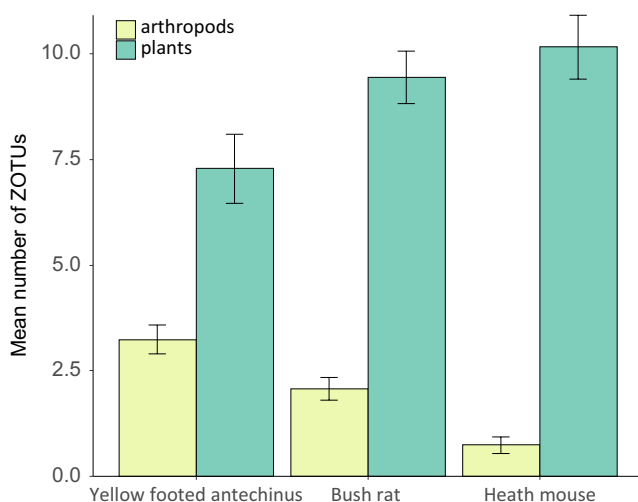 arthropods
plants
Mean number of ZOTUs
10.0
7.5
5.0
2.5
0.0
Yellow footed antechinus
Bush rat
Heath mouse